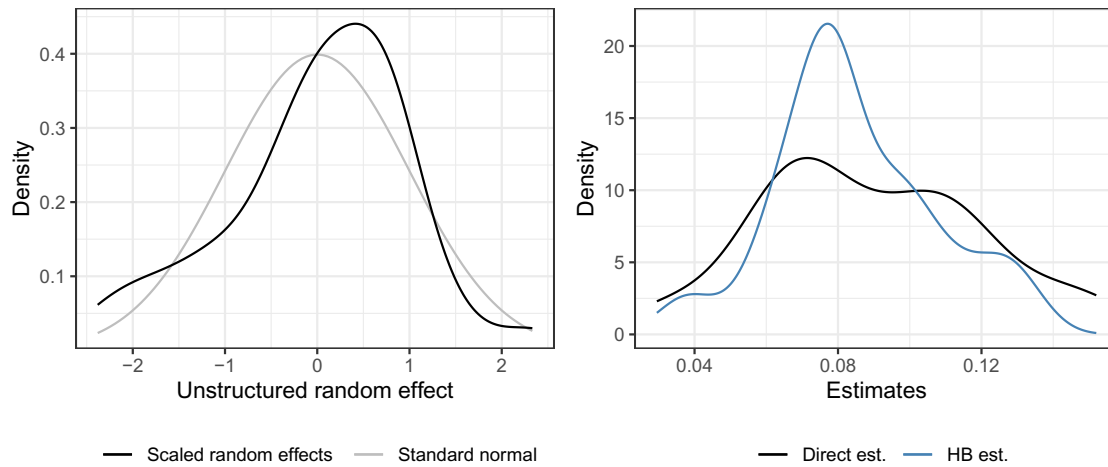 0.4
0.3
0.2
0.1
Density
−2 −1 0 1 2
Unstructured random effect
Scaled random effects Standard normal
20
15
10
5
0
Density
0.04 0.08 0.12
Estimates
Direct est. HB est.